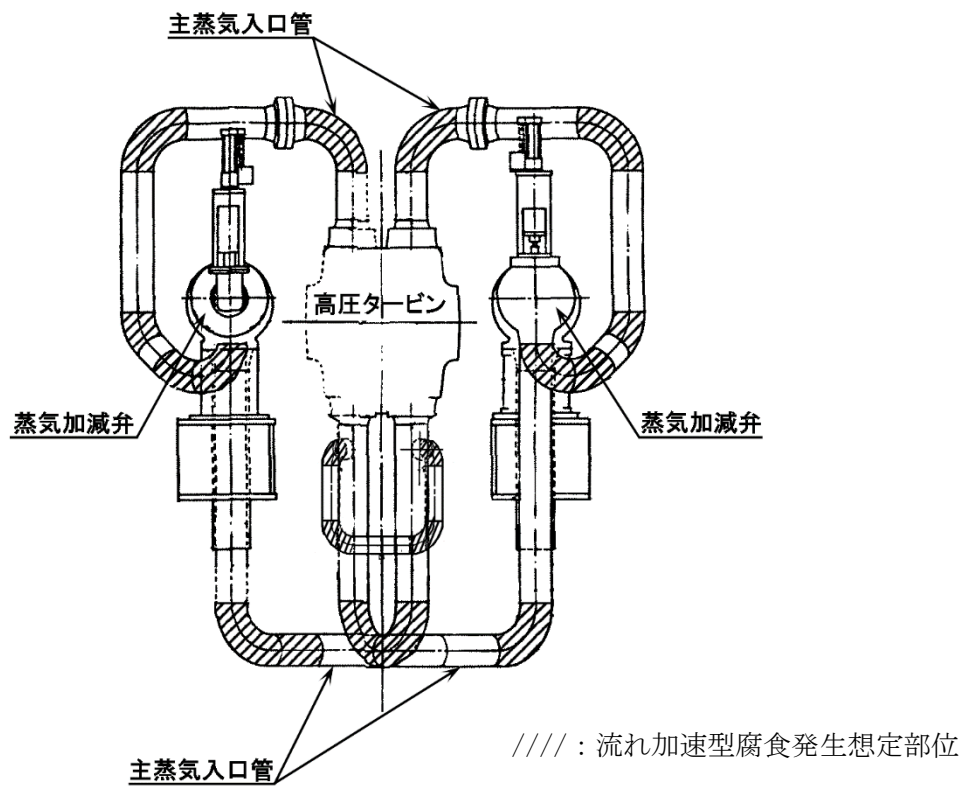 主蒸気入口管
高圧タービン
蒸気加減弁
蒸気加減弁
//// : 流れ加速型腐食発生想定部位
主蒸気入口管